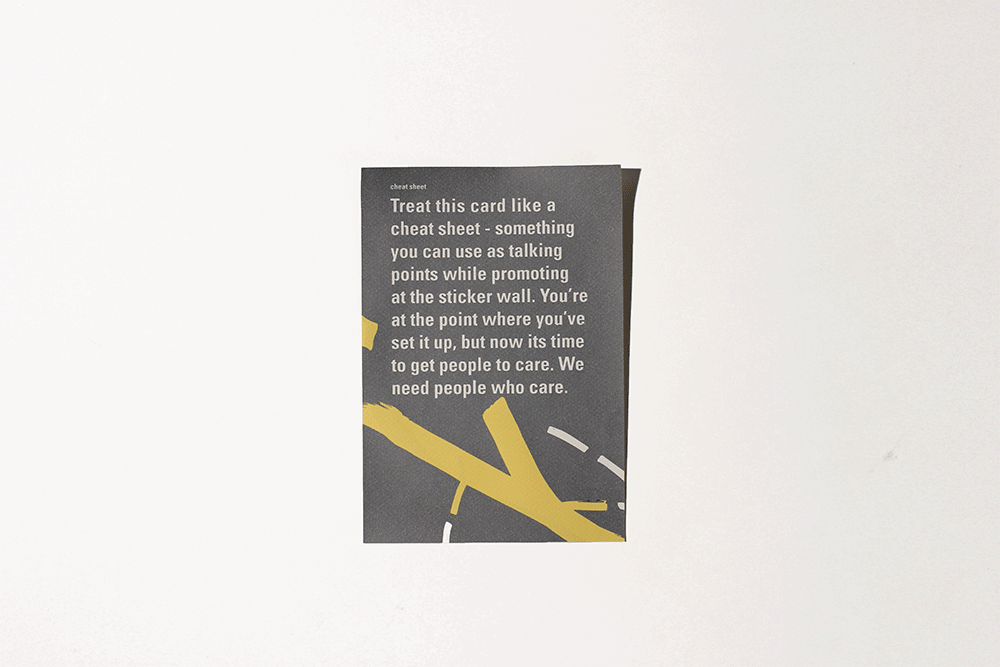 cheat sheet
Treat this card like a
cheat sheet - something
you can use as talking
points while promoting
at the sticker wall. You’re
at the point where you’ve
set it up, but now its time
to get people to care. We
need people who care.